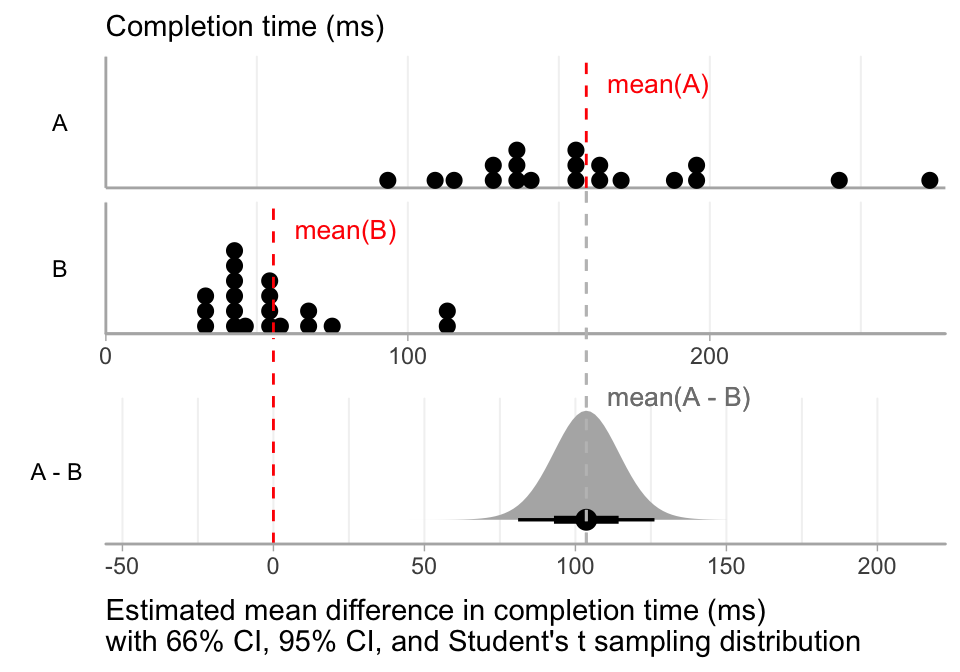 Completion time (ms)
mean(A)
A
mean(B)
B
0 100 200
mean(A - B)
A - B
-50 0 50 100 150 200
Estimated mean difference in completion time (ms)
with 66% CI, 95% CI, and Student's t sampling distribution